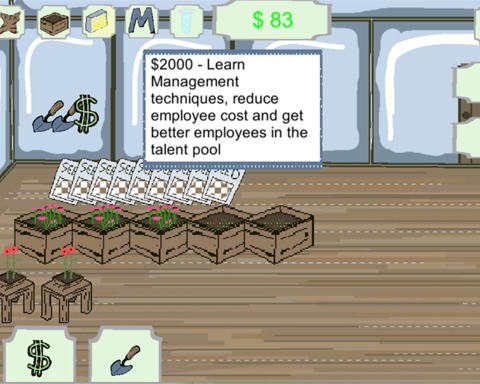 M
$ 83
$2000 - Learn
Management
techniques, reduce
employee cost and get
better employees in the
talent pool
$
$